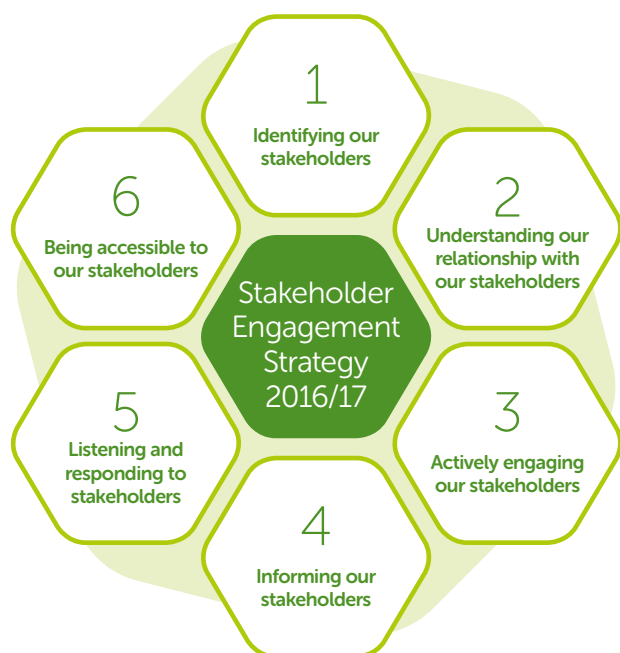 1
Identifying our
stakeholders
2
Understanding our
relationship with
our stakeholders
3
Actively engaging
our stakeholders
4
Informing our
stakeholders
5
Listening and
responding to
stakeholders
6
Being accessible to
our stakeholders
Stakeholder
Engagement
Strategy
2016/17